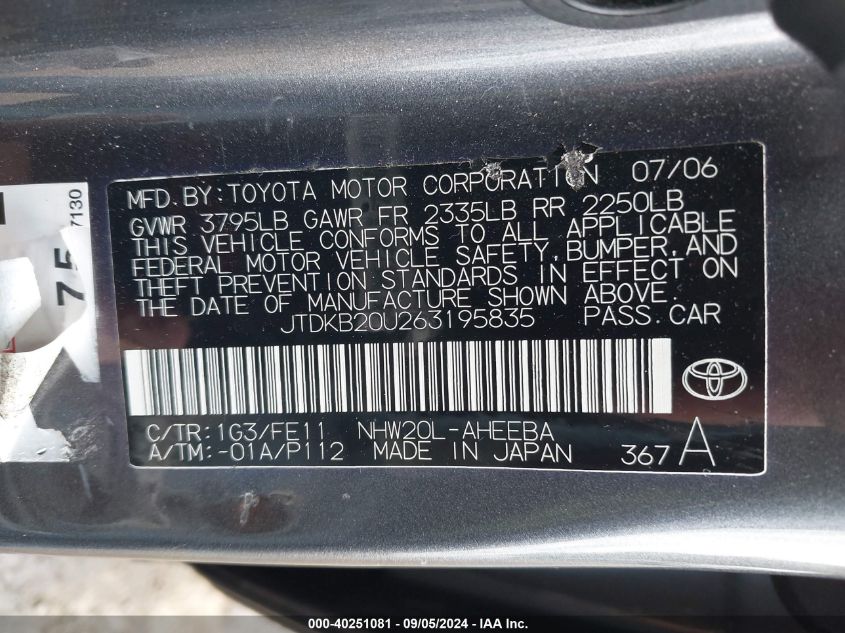 MFD.BY:TOYOTA MOTOR CORPORATION 07/06
GVWR 3795LB GAWR FR 2335LB RR 2250LB
THIS VEHICLE CONFORMS TO ALL APPLICABLE
FEDERAL MOTOR VEHICLE SAFETY, BUMPER, AND
THEFT PREVENTION STANDARDS IN EFFECT ON
THE DATE OF MANUFACTURE SHOWN ABOVE.
JTDKB20U263195835 PASS.CAR
C/TR:1G3/FE11 NHW20L-AHEEBA
A/TM:-01A/P112 MADE IN JAPAN 367 A
75
7130
000-40251081 - 09/05/2024 - Copyright IAA, Inc.